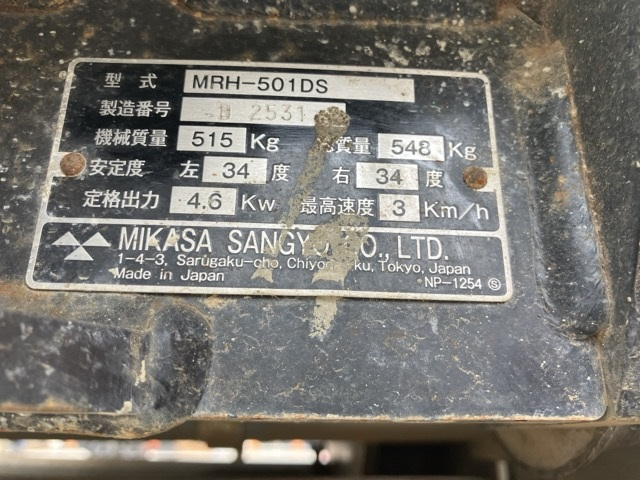 型式 MRH-501DS
製造番号 2531
機械質量 515 Kg 質量 548 Kg
安定度 左 34 度 右 34 度
定格出力 4.6 Kw 最高速度 3 Km/h
MIKASA SANGYO CO., LTD.
1-4-3, Sarugaku-cho, Tokyo, Japan
Made in Japan NP-1254 Ⓢ